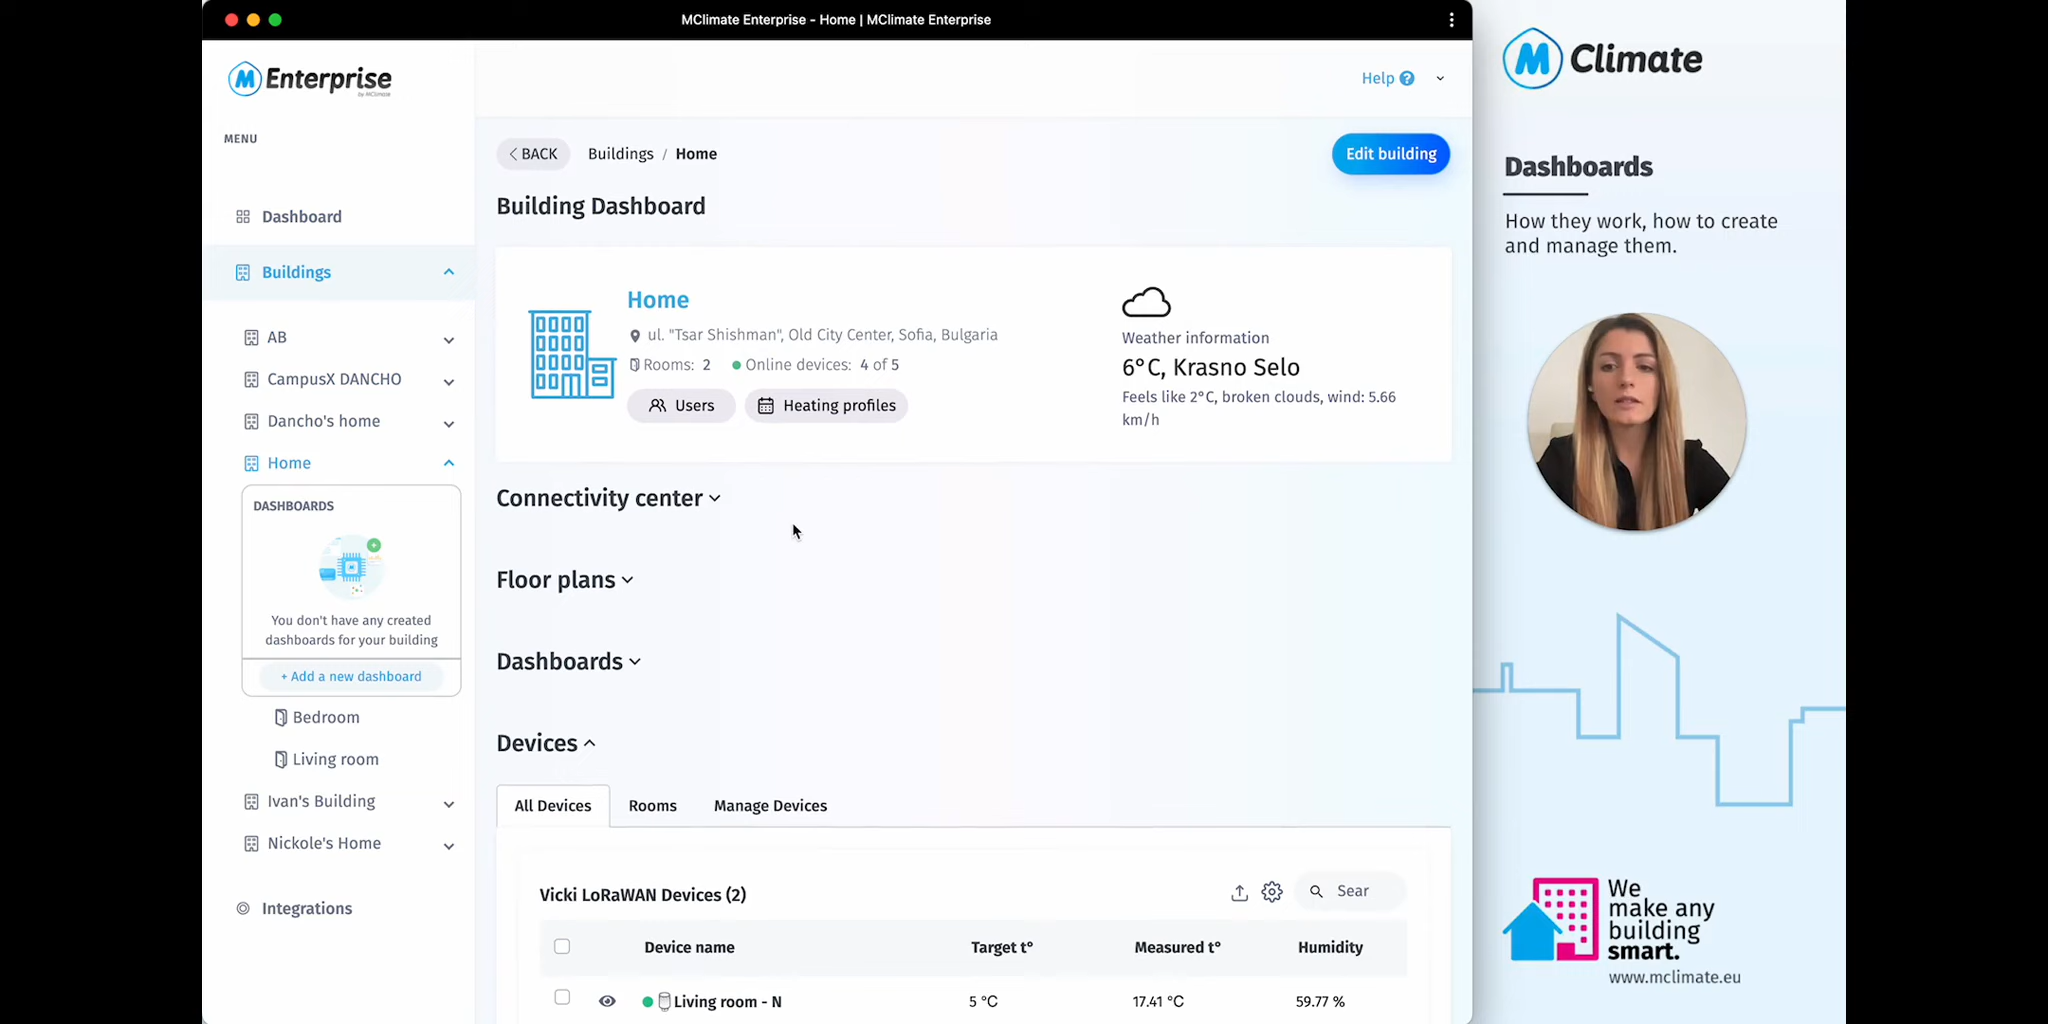 MClimate Enterprise - Home | MClimate Enterprise
M Enterprise
by MClimate
MENU
Dashboard
Buildings
AB
CampusX DANCHO
Dancho's home
Home
DASHBOARDS
You don't have any created
dashboards for your building
+ Add a new dashboard
Bedroom
Living room
Ivan's Building
Nickole's Home
Integrations
Help ?
< BACK Buildings / Home
Edit building
Building Dashboard
Home
ul. "Tsar Shishman", Old City Center, Sofia, Bulgaria
Rooms: 2 Online devices: 4 of 5
Users Heating profiles
Weather information
6°C, Krasno Selo
Feels like 2°C, broken clouds, wind: 5.66
km/h
Connectivity center
Floor plans
Dashboards
Devices
All Devices Rooms Manage Devices
Vicki LoRaWAN Devices (2)
Sear
Device name Target t° Measured t° Humidity
Living room - N 5 °C 17.41 °C 59.77 %
M Climate
Dashboards
How they work, how to create
and manage them.
We
make any
building
smart.
www.mclimate.eu